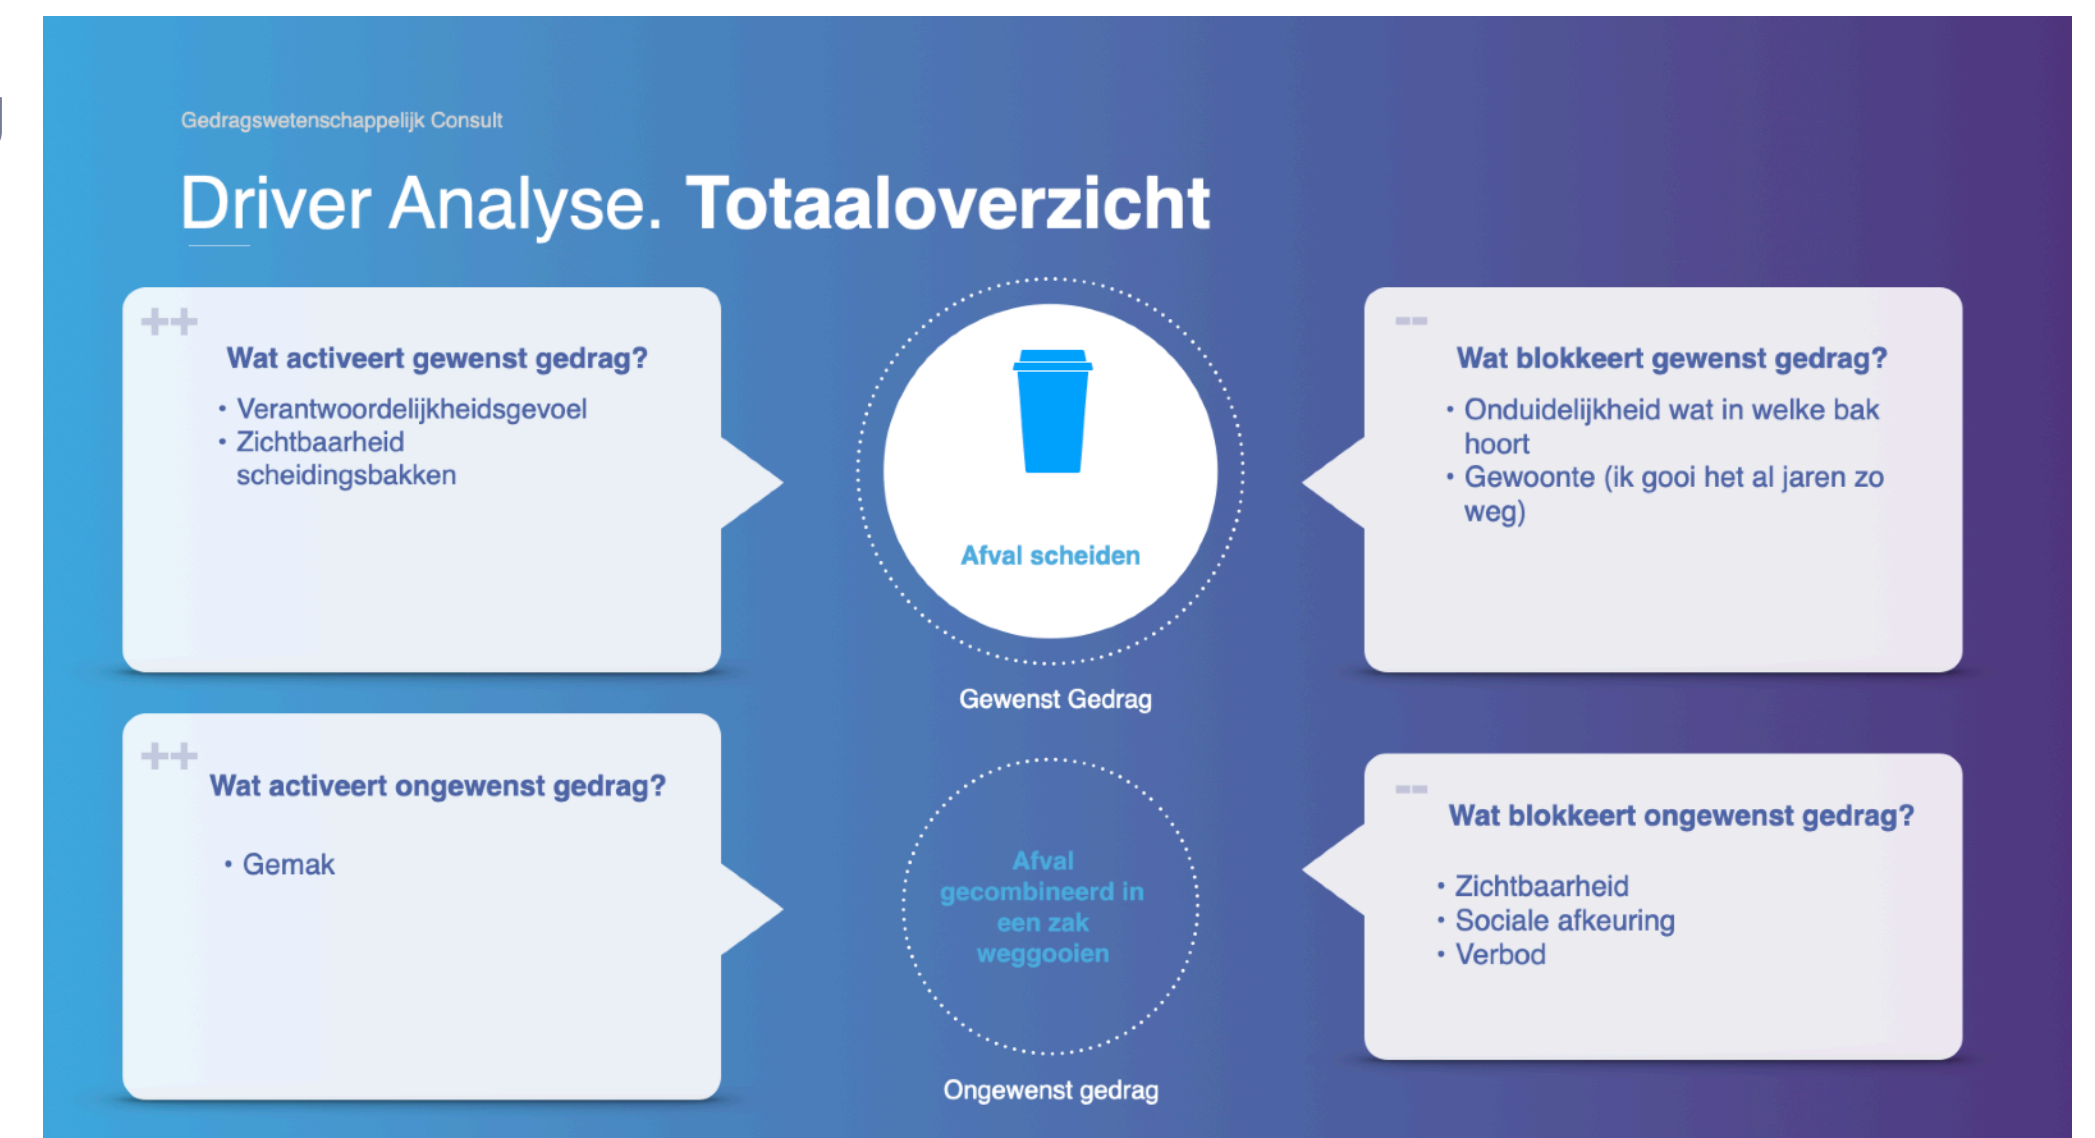 Gedragswetenschappelijk Consult
Driver Analyse. Totaaloverzicht
++
Wat activeert gewenst gedrag?
• Verantwoordelijkheidsgevoel
• Zichtbaarheid
scheidingsbakken
Afval scheiden
Gewenst Gedrag
--
Wat blokkeert gewenst gedrag?
• Onduidelijkheid wat in welke bak
hoort
• Gewoonte (ik gooi het al jaren zo
weg)
++
Wat activeert ongewenst gedrag?
• Gemak
Afval
gecombineerd in
een zak
weggooien
Ongewenst gedrag
--
Wat blokkeert ongewenst gedrag?
• Zichtbaarheid
• Sociale afkeuring
• Verbod